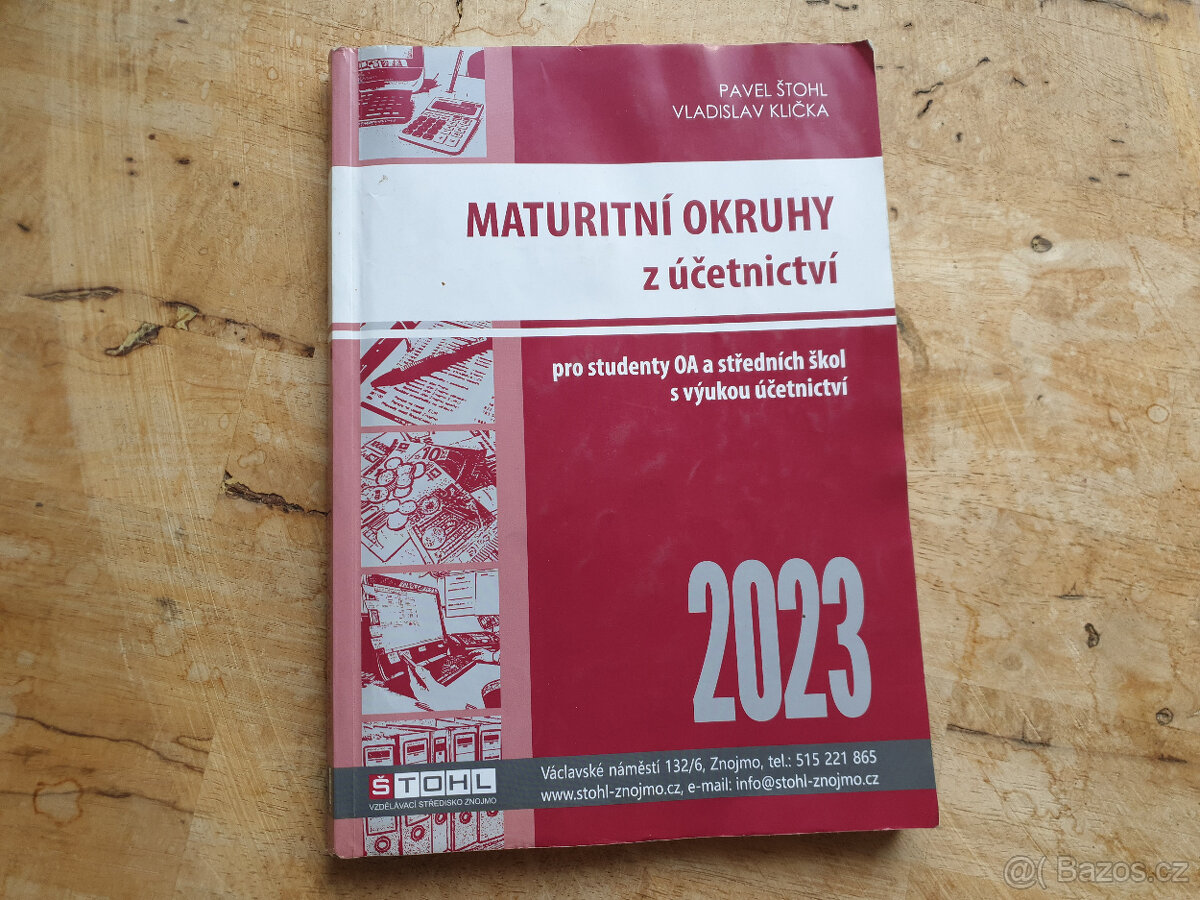 PAVEL ŠTOHL
VLADISLAV KLIČKA
MATURITNÍ OKRUHY
z účetnictví
pro studenty OA a středních škol
s výukou účetnictví
2023
ŠTOHL
VZDĚLÁVACÍ STŘEDISKO ZNOJMO
Václavské náměstí 132/6, Znojmo, tel.: 515 221 865
www.stohl-znojmo.cz, e-mail: info@stohl-znojmo.cz
Bazos.cz